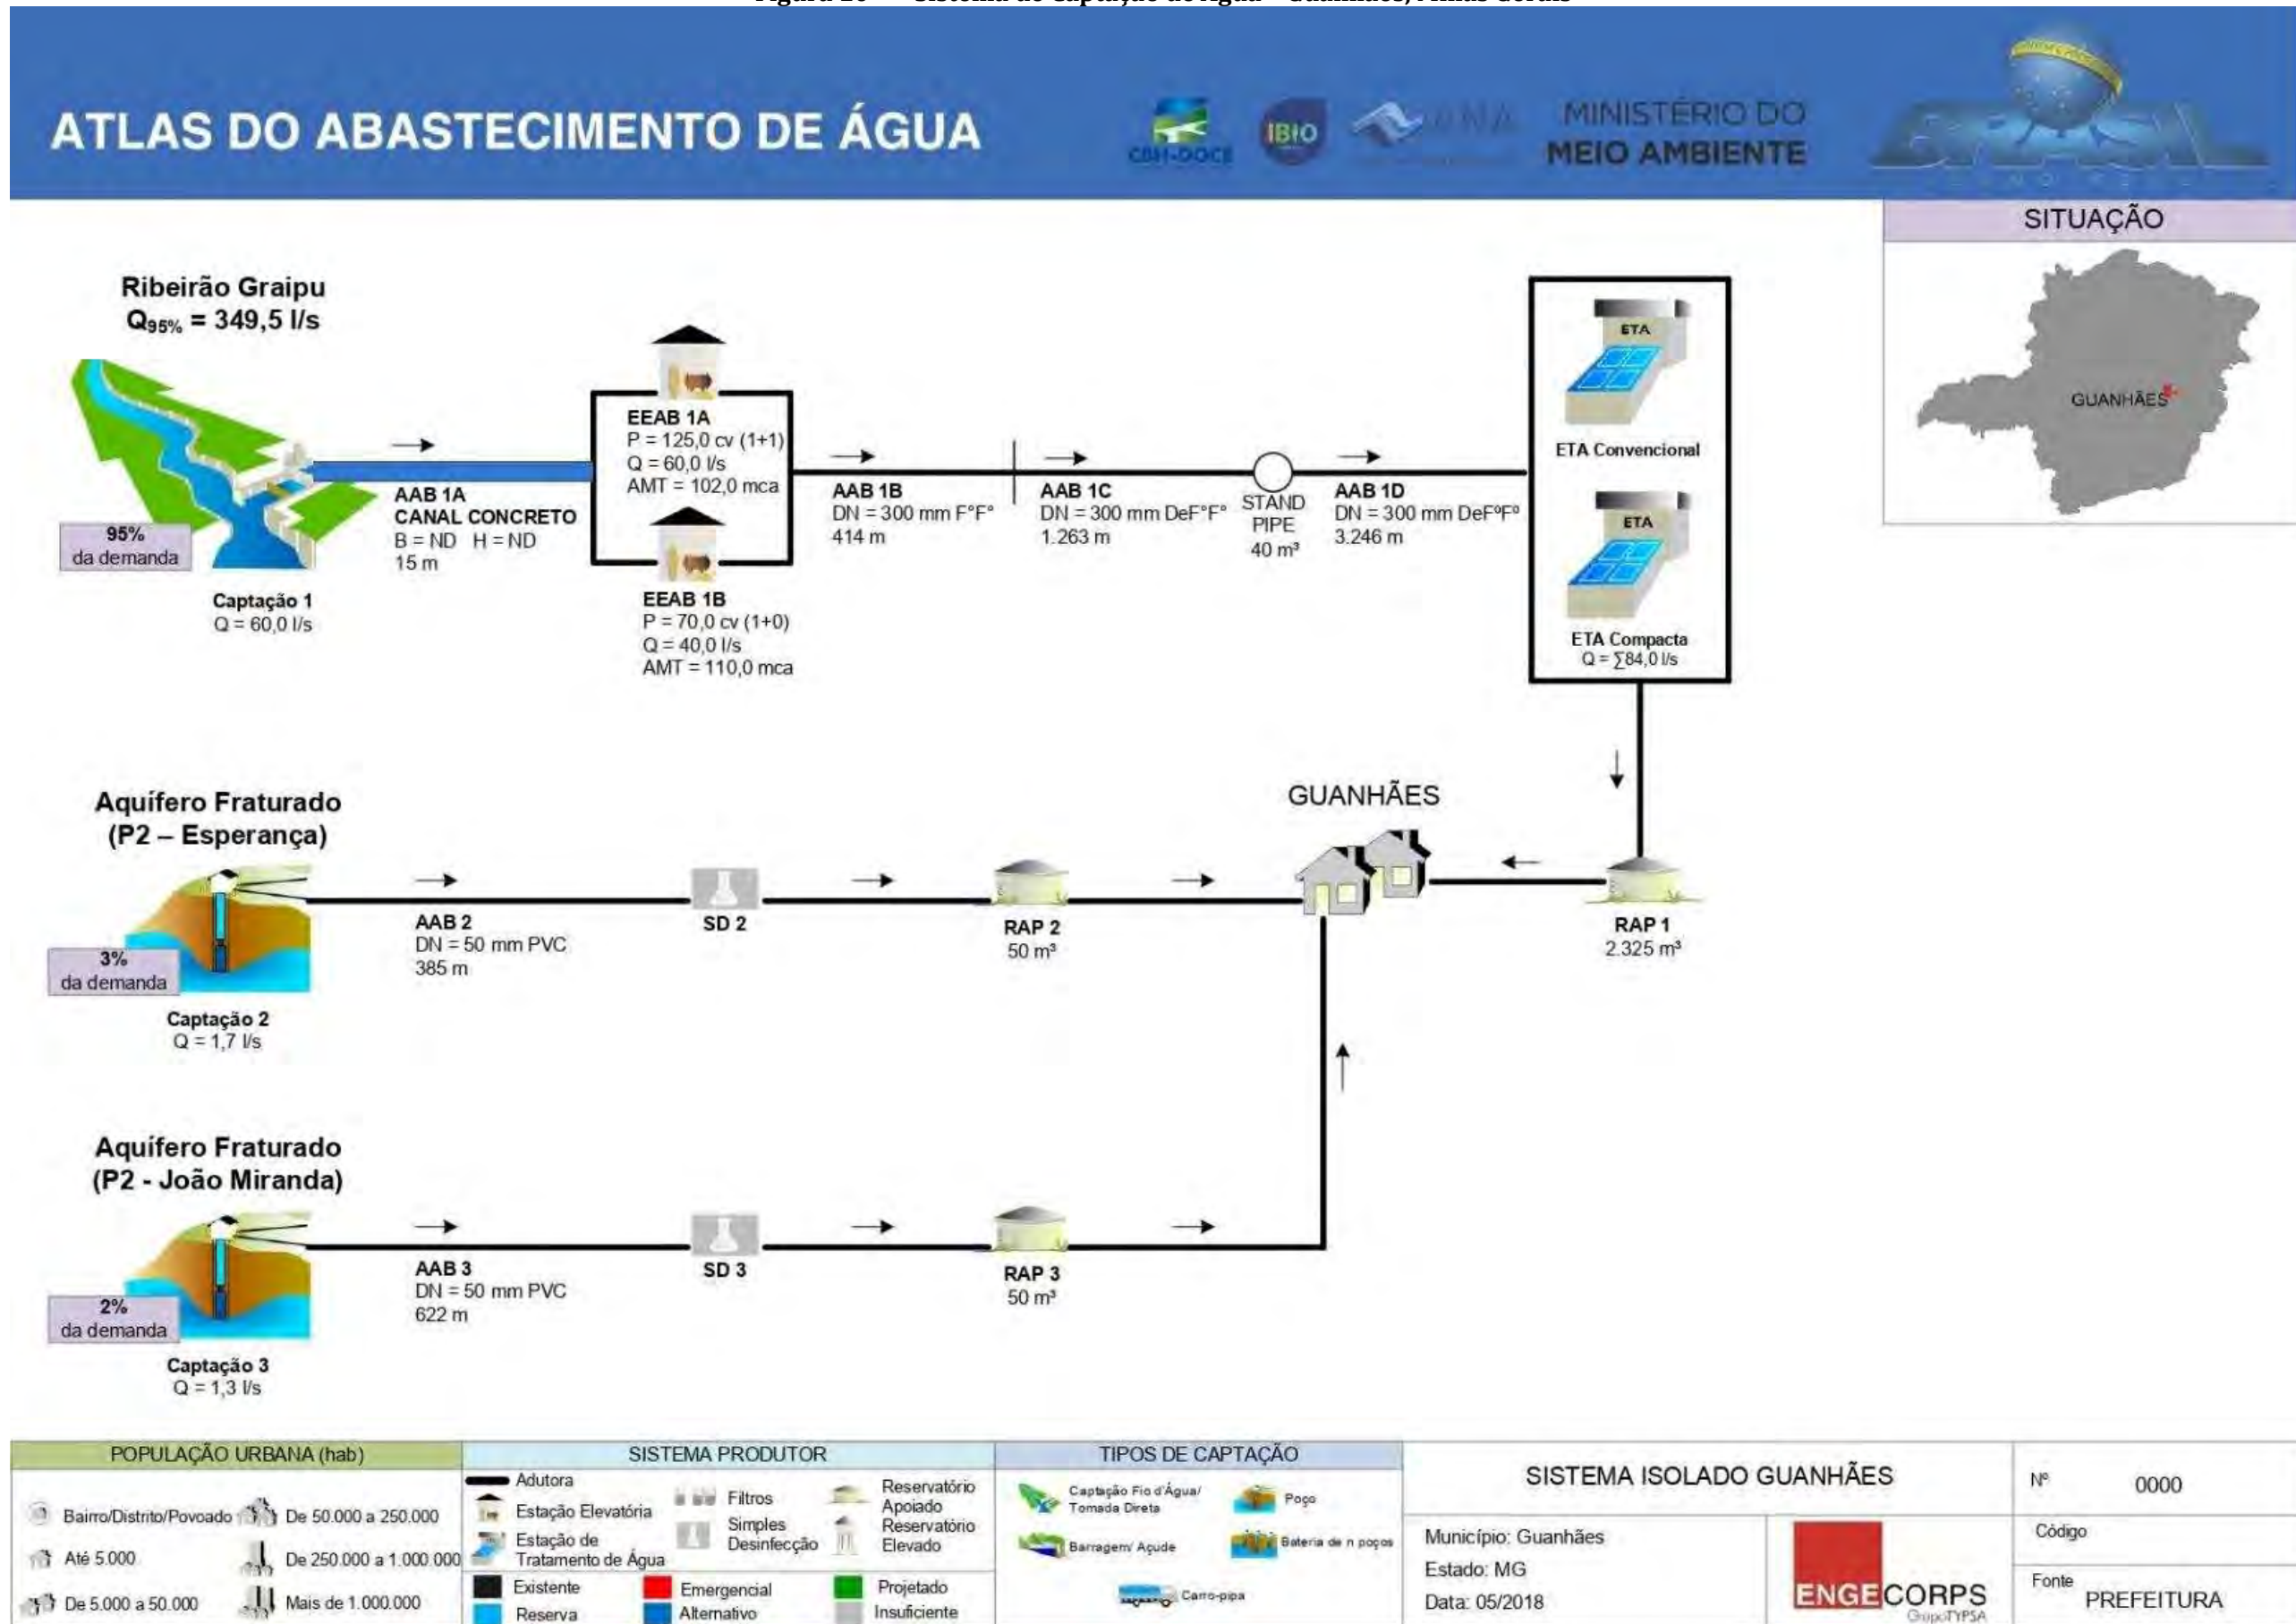 ATLAS DO ABASTECIMENTO DE ÁGUA
CBH-DOCE
IBIO
ANA
MINISTÉRIO DO
MEIO AMBIENTE
SITUAÇÃO
GUANHÃES
Ribeirão Graipu
Q95% = 349,5 l/s
95%
da demanda
Captação 1
Q = 60,0 l/s
AAB 1A
CANAL CONCRETO
B = ND H = ND
15 m
EEAB 1A
P = 125,0 cv (1+1)
Q = 60,0 l/s
AMT = 102,0 mca
EEAB 1B
P = 70,0 cv (1+0)
Q = 40,0 l/s
AMT = 110,0 mca
AAB 1B
DN = 300 mm F°F°
414 m
AAB 1C
DN = 300 mm DeF°F°
1.263 m
STAND
PIPE
40 m³
AAB 1D
DN = 300 mm DeFºFº
3.246 m
ETA
ETA Convencional
ETA
ETA Compacta
Q = ∑84,0 l/s
Aquífero Fraturado
(P2 – Esperança)
3%
da demanda
Captação 2
Q = 1,7 l/s
AAB 2
DN = 50 mm PVC
385 m
SD 2
RAP 2
50 m³
GUANHÃES
RAP 1
2.325 m³
Aquífero Fraturado
(P2 - João Miranda)
2%
da demanda
Captação 3
Q = 1,3 l/s
AAB 3
DN = 50 mm PVC
622 m
SD 3
RAP 3
50 m³
POPULAÇÃO URBANA (hab)
Bairro/Distrito/Povoado
De 50.000 a 250.000
Até 5.000
De 250.000 a 1.000.000
De 5.000 a 50.000
Mais de 1.000.000
SISTEMA PRODUTOR
Adutora
Estação Elevatória
Estação de
Tratamento de Água
Filtros
Simples
Desinfecção
Reservatório
Apoiado
Reservatório
Elevado
Existente
Emergencial
Projetado
Reserva
Alternativo
Insuficiente
TIPOS DE CAPTAÇÃO
Captação Fio d'Água/
Tomada Direta
Poço
Barragem/ Açude
Bateria de n poços
Carro-pipa
SISTEMA ISOLADO GUANHÃES
Município: Guanhães
Estado: MG
Data: 05/2018
ENGECORPS
GrupoTYPSA
Nº 0000
Código
Fonte
PREFEITURA